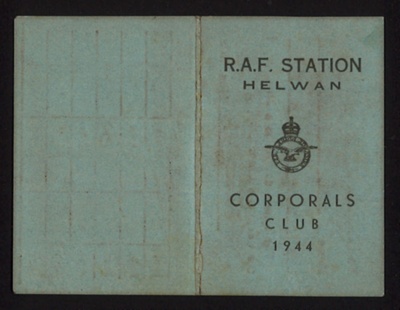 R.A.F. STATION
HELWAN
CORPORALS
CLUB
1944